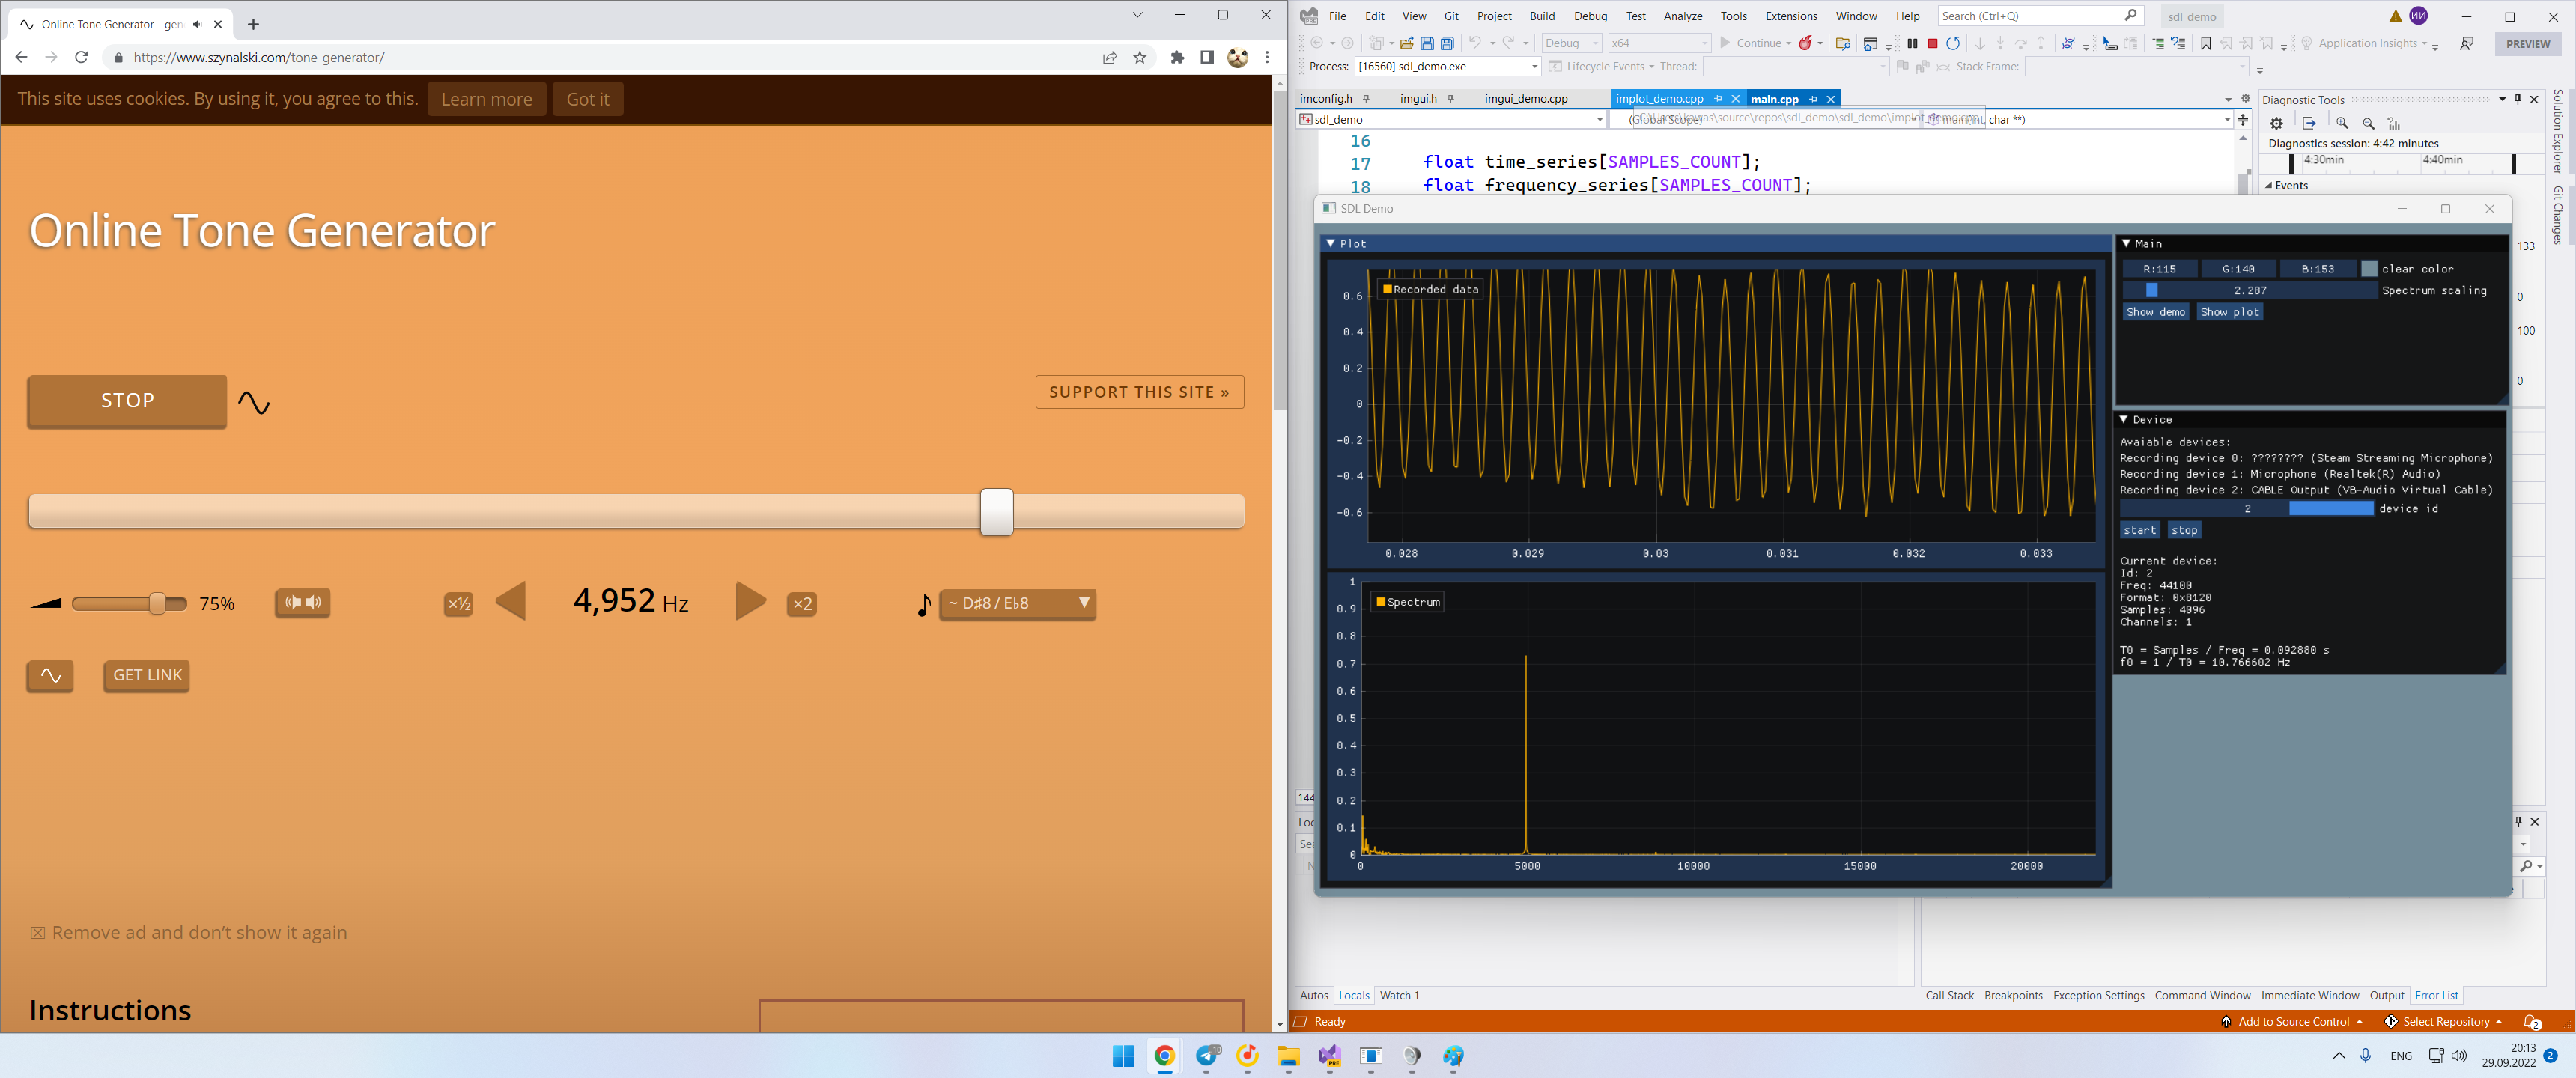 Online Tone Generator - gen
https://www.szynalski.com/tone-generator/
This site uses cookies. By using it, you agree to this. Learn more Got it
Online Tone Generator
STOP
SUPPORT THIS SITE »
75% ×½ 4,952 Hz ×2 ~ D♯8 / E♭8
GET LINK
Remove ad and don't show it again
Instructions
File Edit View Git Project Build Debug Test Analyze Tools Extensions Window Help Search (Ctrl+Q) sdl_demo ИИ
Debug x64 Continue Application Insights PREVIEW
Process: [16560] sdl_demo.exe Lifecycle Events Thread: Stack Frame:
imconfig.h imgui.h imgui_demo.cpp implot_demo.cpp main.cpp
sdl_demo (Global Scope) char **)
16
17 float time_series[SAMPLES_COUNT];
18 float frequency_series[SAMPLES_COUNT];
Diagnostic Tools
Diagnostics session: 4:42 minutes
4:30min 4:40min
Events
Solution Explorer
Git Changes
133
0
100
0
SDL Demo
Plot
Recorded data
0.6
0.4
0.2
0
-0.2
-0.4
-0.6
0.028 0.029 0.03 0.031 0.032 0.033
Spectrum
1
0.9
0.8
0.7
0.6
0.5
0.4
0.3
0.2
0.1
0
0 5000 10000 15000 20000
Main
R:115 G:140 B:153 clear color
2.287 Spectrum scaling
Show demo Show plot
Device
Avaiable devices:
Recording device 0: ???????? (Steam Streaming Microphone)
Recording device 1: Microphone (Realtek(R) Audio)
Recording device 2: CABLE Output (VB-Audio Virtual Cable)
2 device id
start stop
Current device:
Id: 2
Freq: 44100
Format: 0x8120
Samples: 4096
Channels: 1
T0 = Samples / Freq = 0.092880 s
f0 = 1 / T0 = 10.766602 Hz
144
Loc
Sea
Autos Locals Watch 1
Call Stack Breakpoints Exception Settings Command Window Immediate Window Output Error List
Ready
Add to Source Control Select Repository 2
10
PRE
ENG
20:13
29.09.2022
2